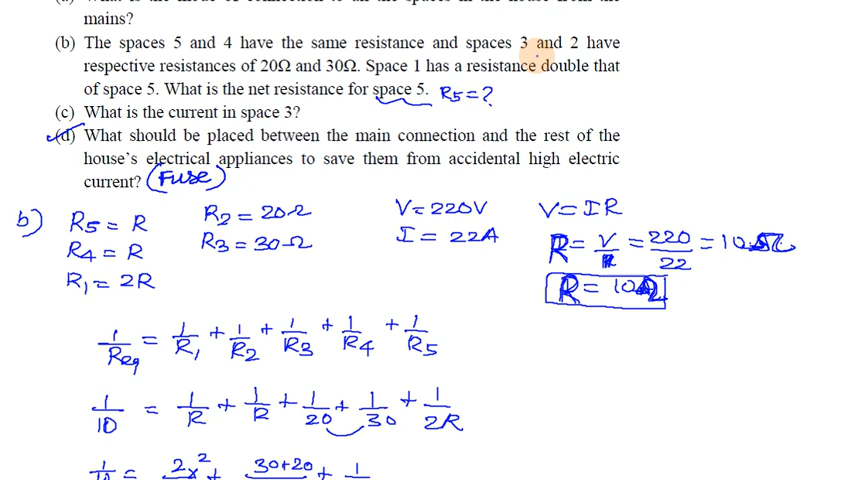 mains?
(b) The spaces 5 and 4 have the same resistance and spaces 3 and 2 have
respective resistances of 20Ω and 30Ω. Space 1 has a resistance double that
of space 5. What is the net resistance for space 5. R5=?
(c) What is the current in space 3?
(d) What should be placed between the main connection and the rest of the
house's electrical appliances to save them from accidental high electric
current? (Fuse)
b) R5 = R R2 = 20Ω V=220V V=IR
R4 = R R3 = 30Ω I = 22A R= V/R = 220/22 = 10Ω
R1 = 2R R= 10Ω
1/Req = 1/R1 + 1/R2 + 1/R3 + 1/R4 + 1/R5
1/10 = 1/R + 1/R + 1/20 + 1/30 + 1/2R
= 2x2 + 30+20 + 1